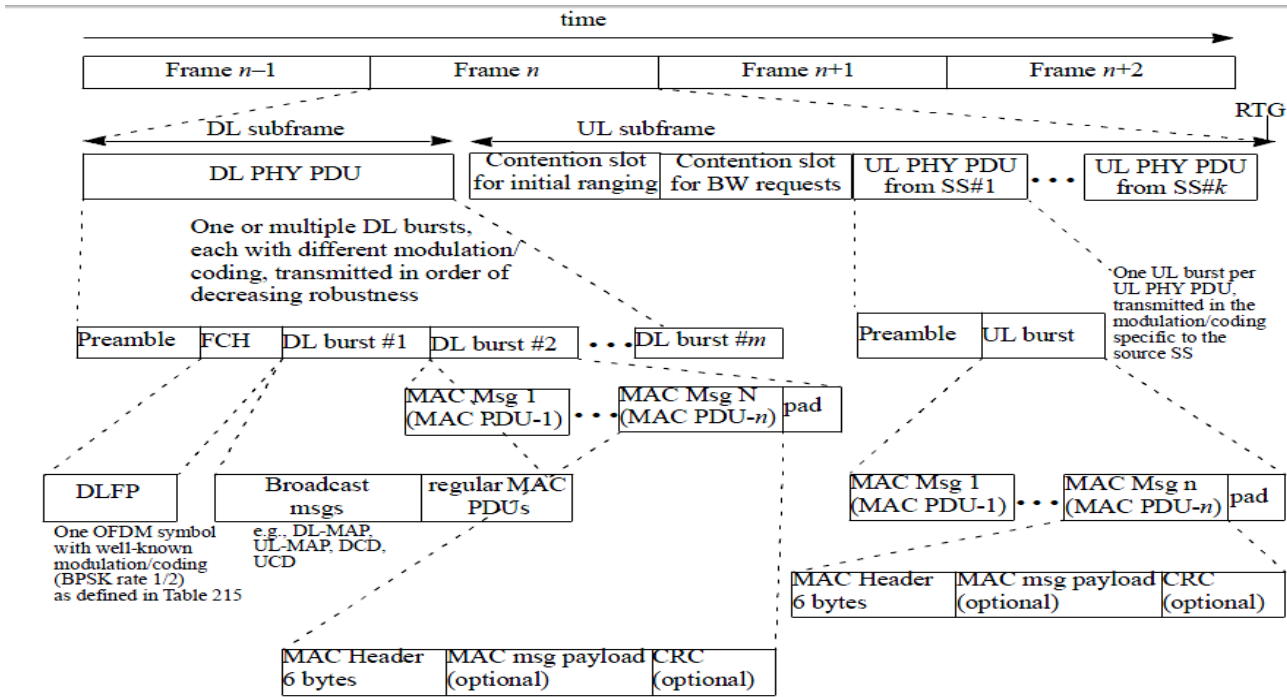 time
Frame n–1
Frame n
Frame n+1
Frame n+2
RTG
DL subframe
UL subframe
DL PHY PDU
Contention slot
for initial ranging
Contention slot
for BW requests
UL PHY PDU
from SS#1
• • •
UL PHY PDU
from SS#k
One or multiple DL bursts,
each with different modulation/
coding, transmitted in order of
decreasing robustness
One UL burst per
UL PHY PDU,
transmitted in the
modulation/coding
specific to the
source SS
Preamble
FCH
DL burst #1
DL burst #2
• • •
DL burst #m
Preamble
UL burst
MAC Msg 1
(MAC PDU-1)
• • •
MAC Msg N
(MAC PDU-n)
pad
DLFP
Broadcast
msgs
regular MAC
PDUs
One OFDM symbol
with well-known
modulation/coding
(BPSK rate 1/2)
as defined in Table 215
e.g., DL-MAP,
UL-MAP, DCD,
UCD
MAC Msg 1
(MAC PDU-1)
• • •
MAC Msg n
(MAC PDU-n)
pad
MAC Header
6 bytes
MAC msg payload
(optional)
CRC
(optional)
MAC Header
6 bytes
MAC msg payload
(optional)
CRC
(optional)